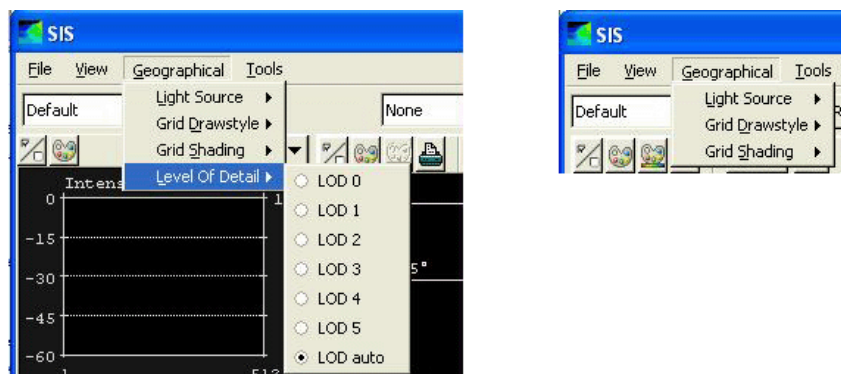 SIS
File View Geographical Tools
Default None
Light Source
Grid Drawstyle
Grid Shading
Level Of Detail
LOD 0
LOD 1
LOD 2
LOD 3
LOD 4
LOD 5
LOD auto
Intens
0 1
-15
5°
-30
-45
-60
SIS
File View Geographical Tools
Default R
Light Source
Grid Drawstyle
Grid Shading